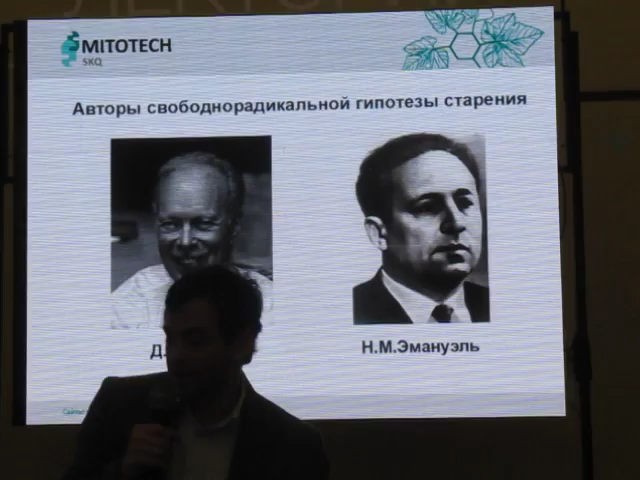 MITOTECH
SKQ
Авторы свободнорадикальной гипотезы старения
Д.
Н.М.Эмануэль